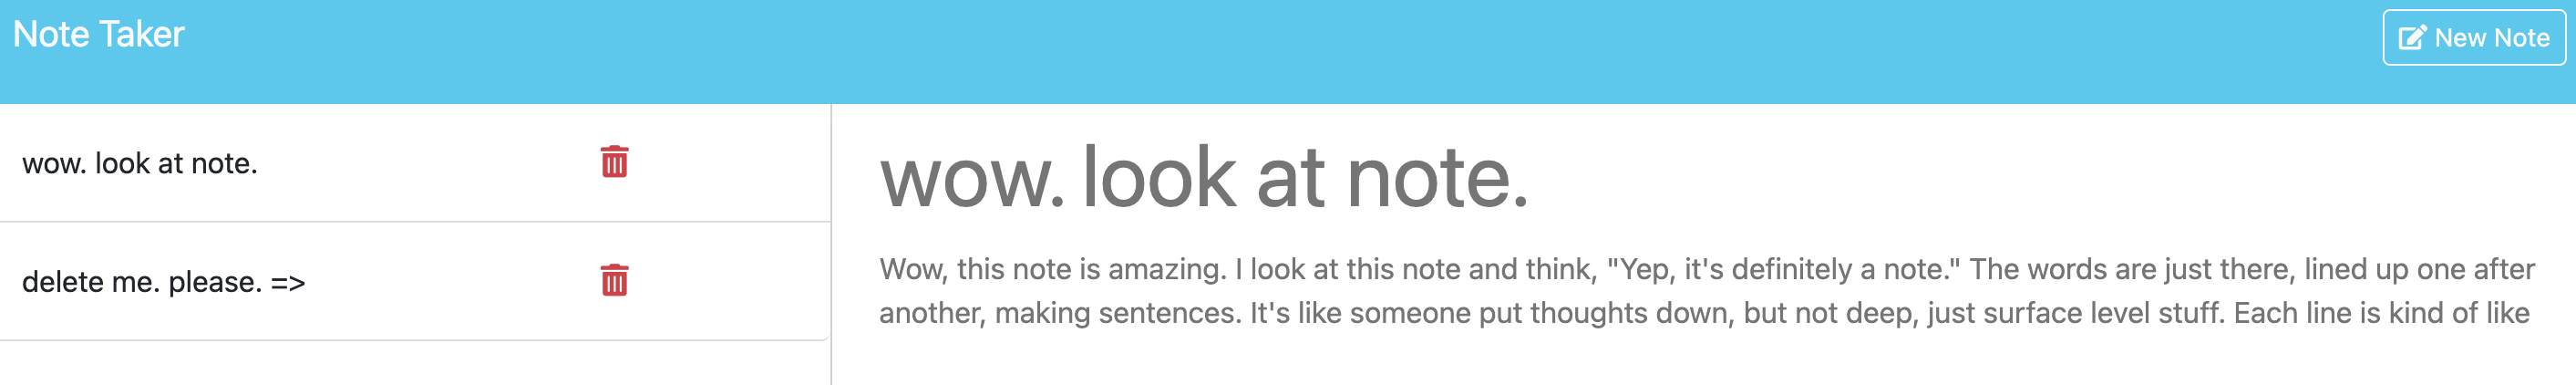 Note Taker
New Note
wow. look at note.
delete me. please. =>
wow. look at note.
Wow, this note is amazing. I look at this note and think, "Yep, it's definitely a note." The words are just there, lined up one after
another, making sentences. It's like someone put thoughts down, but not deep, just surface level stuff. Each line is kind of like